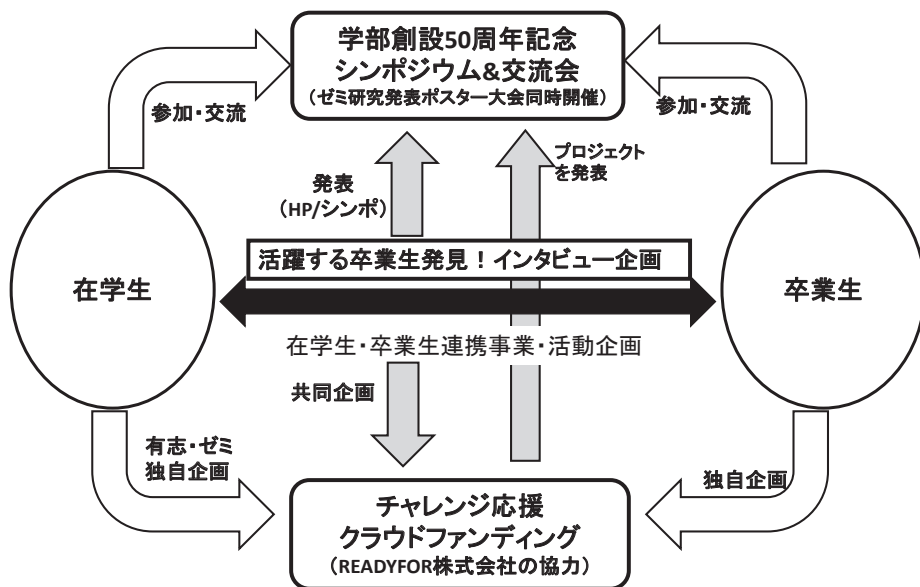 学部創設50周年記念
シンポジウム&交流会
（ゼミ研究発表ポスター大会同時開催）
参加・交流
参加・交流
発表
（HP/シンポ）
プロジェクト
を発表
活躍する卒業生発見！インタビュー企画
在学生
卒業生
在学生・卒業生連携事業・活動企画
共同企画
有志・ゼミ
独自企画
独自企画
チャレンジ応援
クラウドファンディング
（READYFOR株式会社の協力）